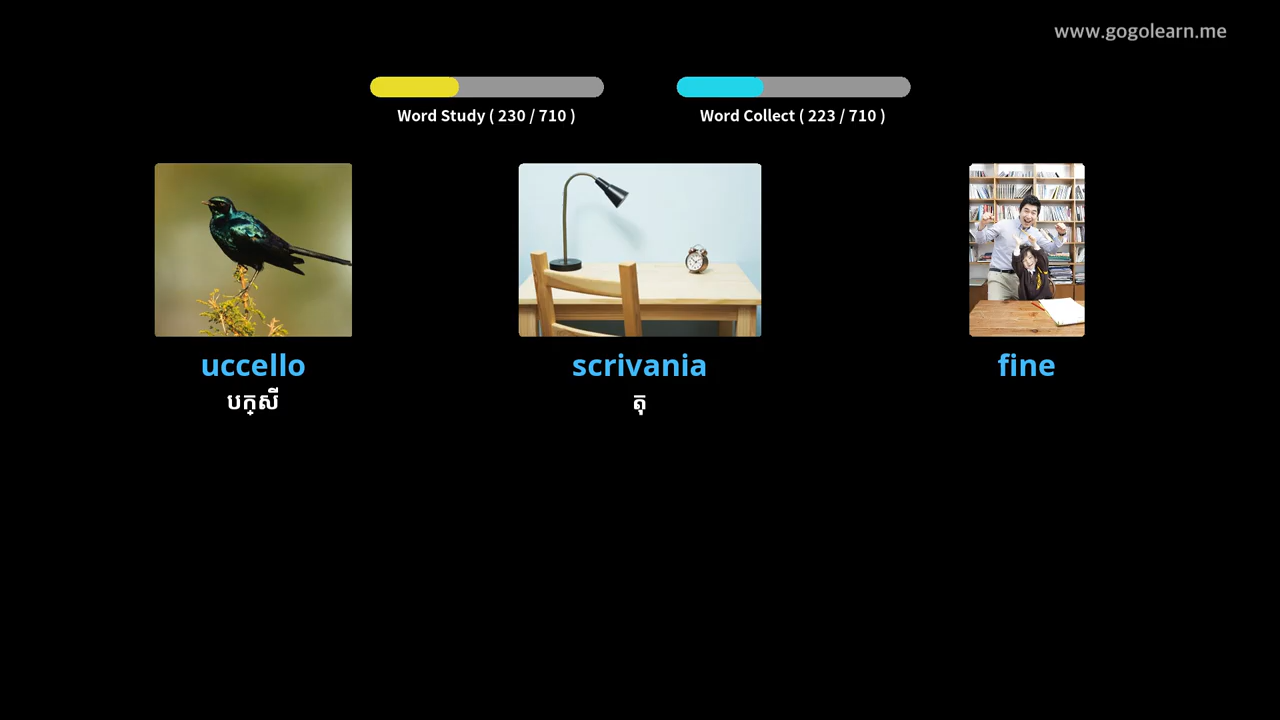 www.gogolearn.me
Word Study ( 230 / 710 )
Word Collect ( 223 / 710 )
uccello
scrivania
fine
បក្សី
តុ